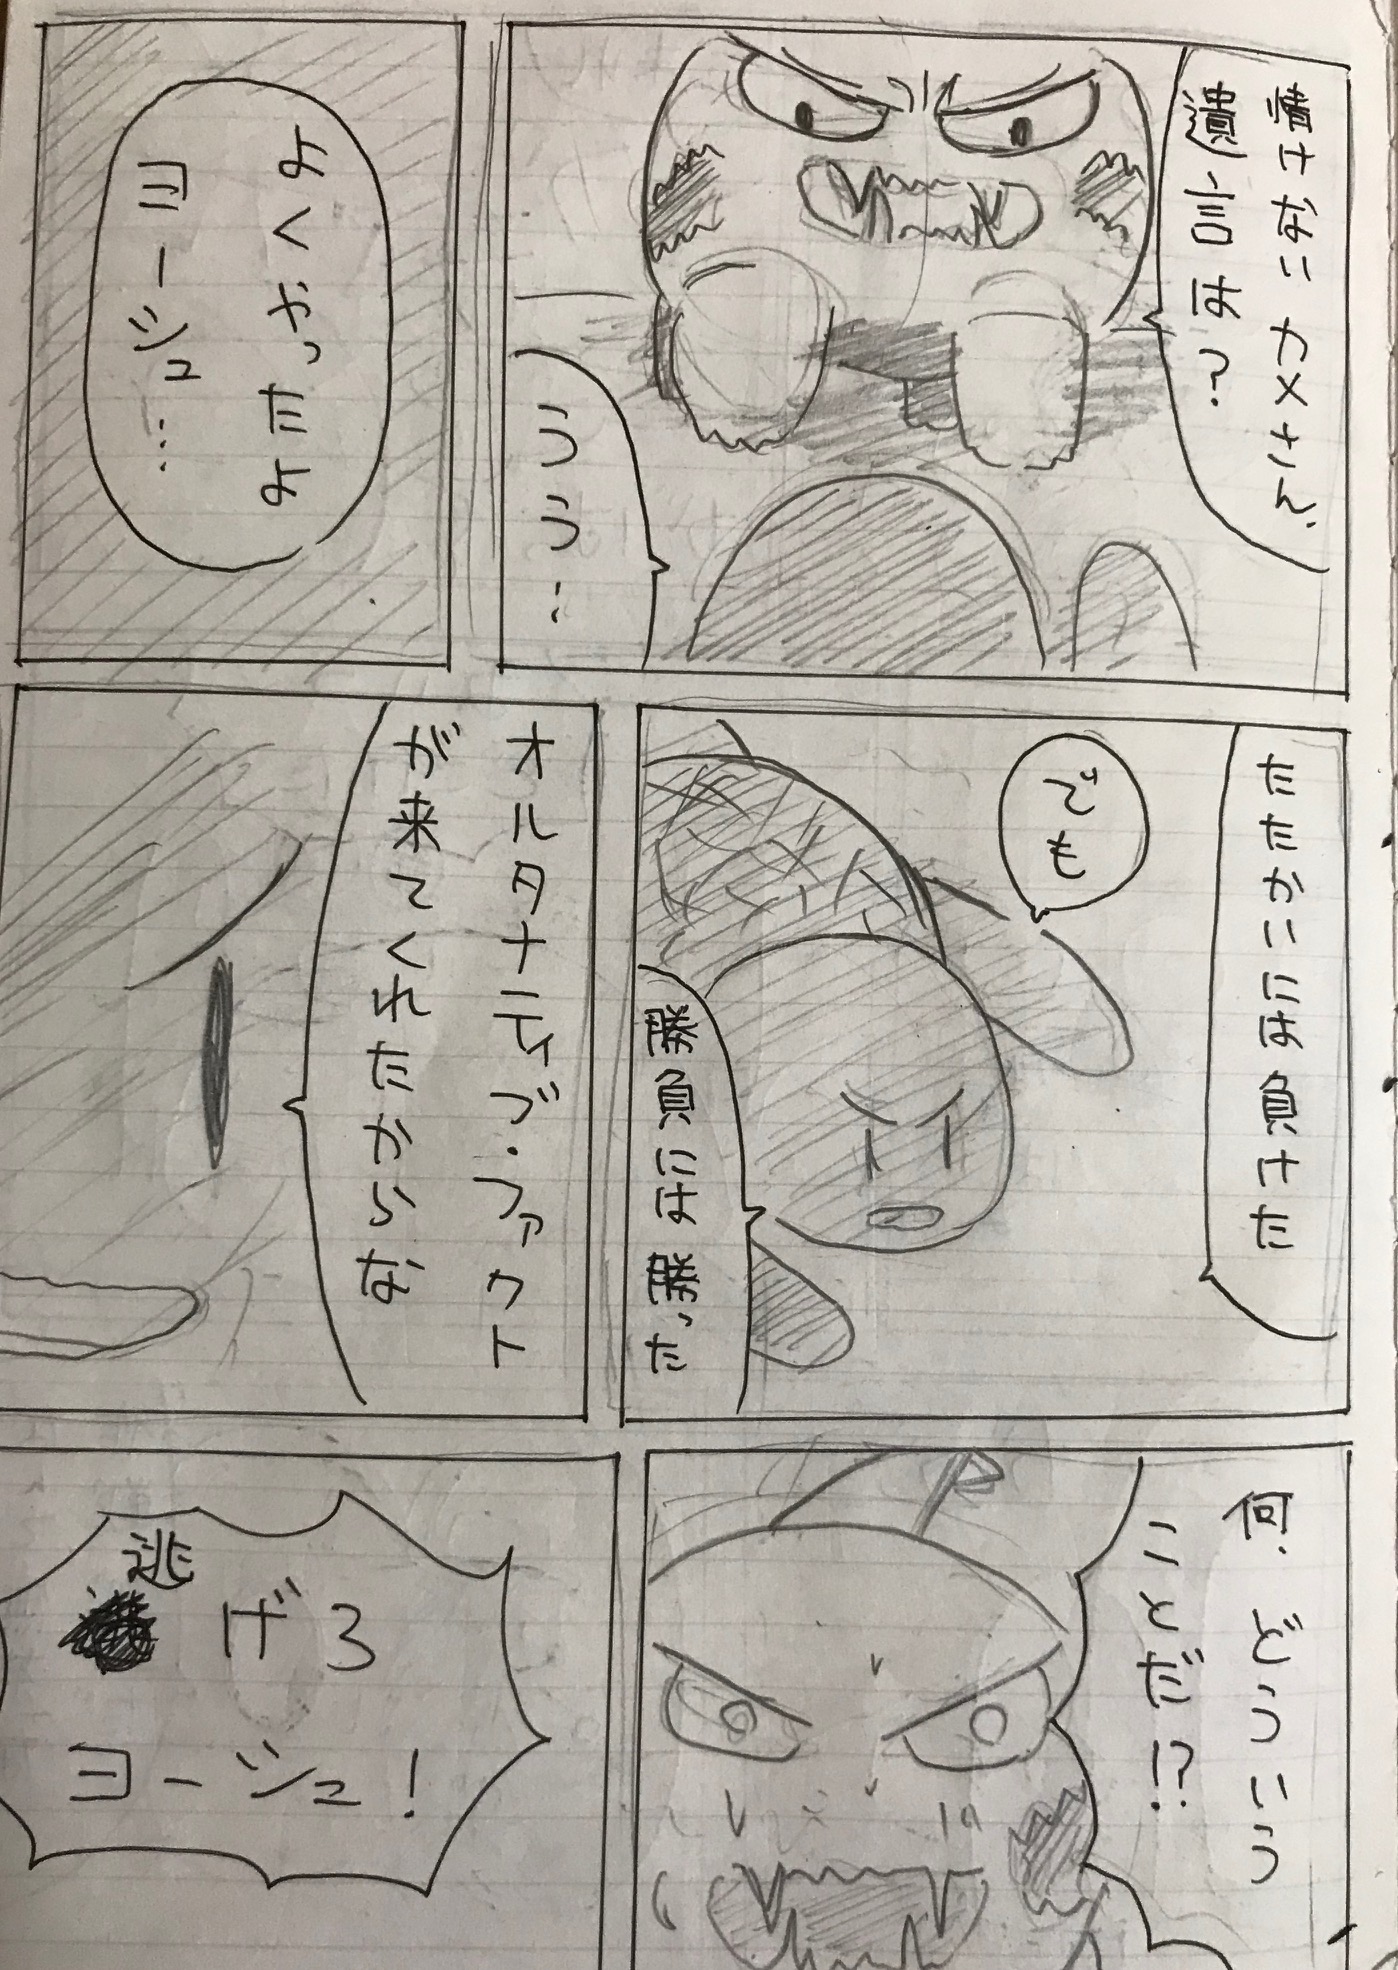 情けないカメさん、
遺言は?
うう…
よくやったよ
ヨーシュ…
たたかいには負けた
でも
勝負には勝った
オルタナティブ・ファクト
が来てくれたからな
何、どういう
ことだ!?
逃げろ
ヨーシュ!